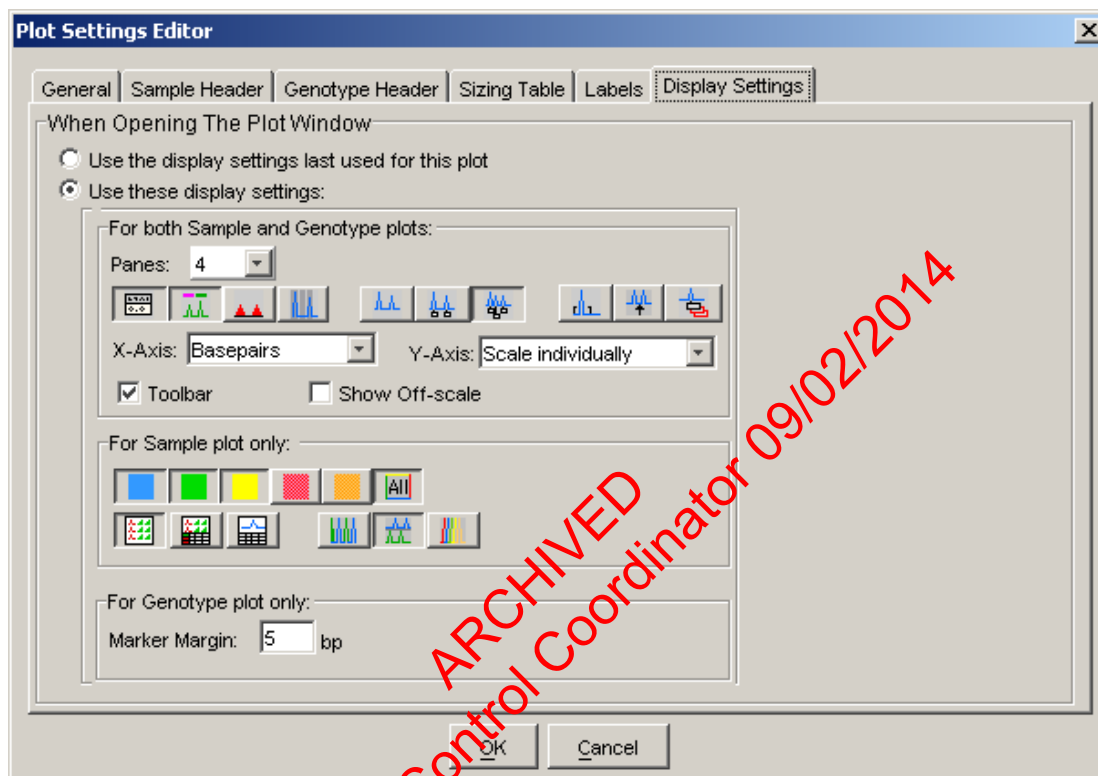 Plot Settings Editor
General Sample Header Genotype Header Sizing Table Labels Display Settings
When Opening The Plot Window
Use the display settings last used for this plot
Use these display settings:
For both Sample and Genotype plots:
Panes: 4
X-Axis: Basepairs Y-Axis: Scale individually
Toolbar Show Off-scale
For Sample plot only:
All
For Genotype plot only:
Marker Margin: 5 bp
OK Cancel
ARCHIVED
Control Coordinator 09/02/2014